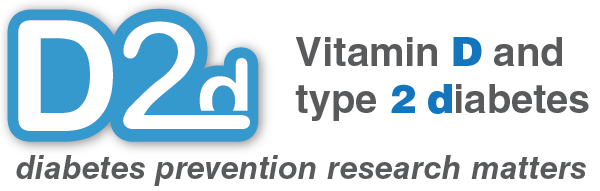 D2d
Vitamin D and
type 2 diabetes
diabetes prevention research matters